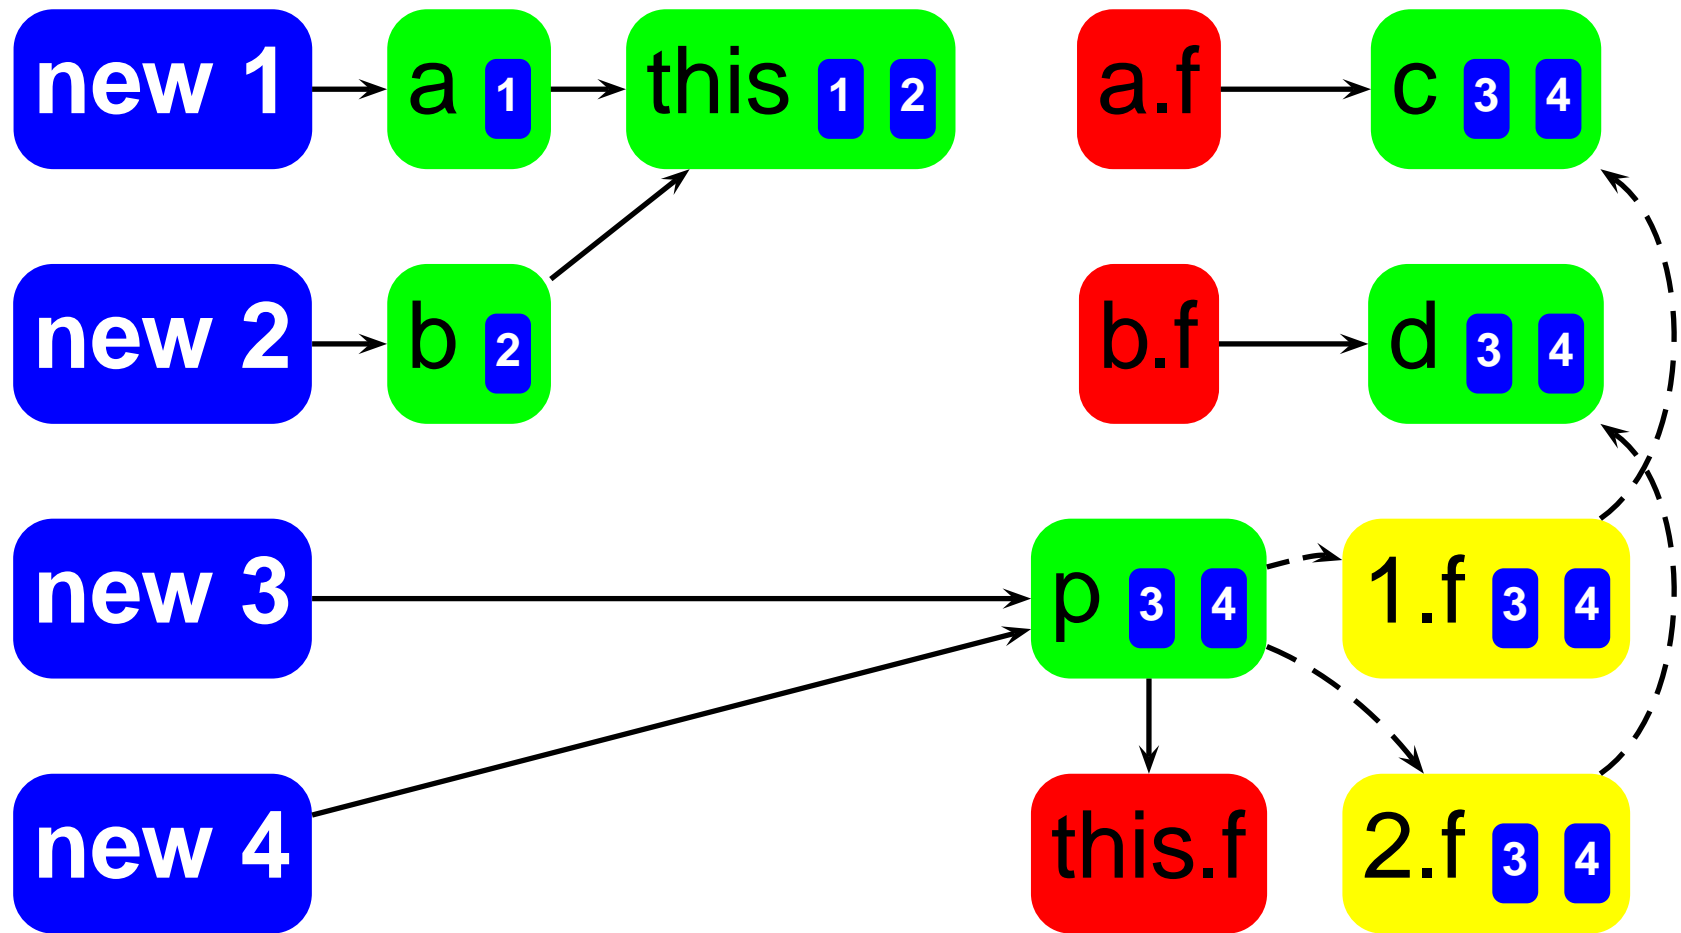 new 1 a 1 this 1 2 a.f c 3 4
new 2 b 2 b.f d 3 4
new 3 p 3 4 1.f 3 4
new 4 this.f 2.f 3 4